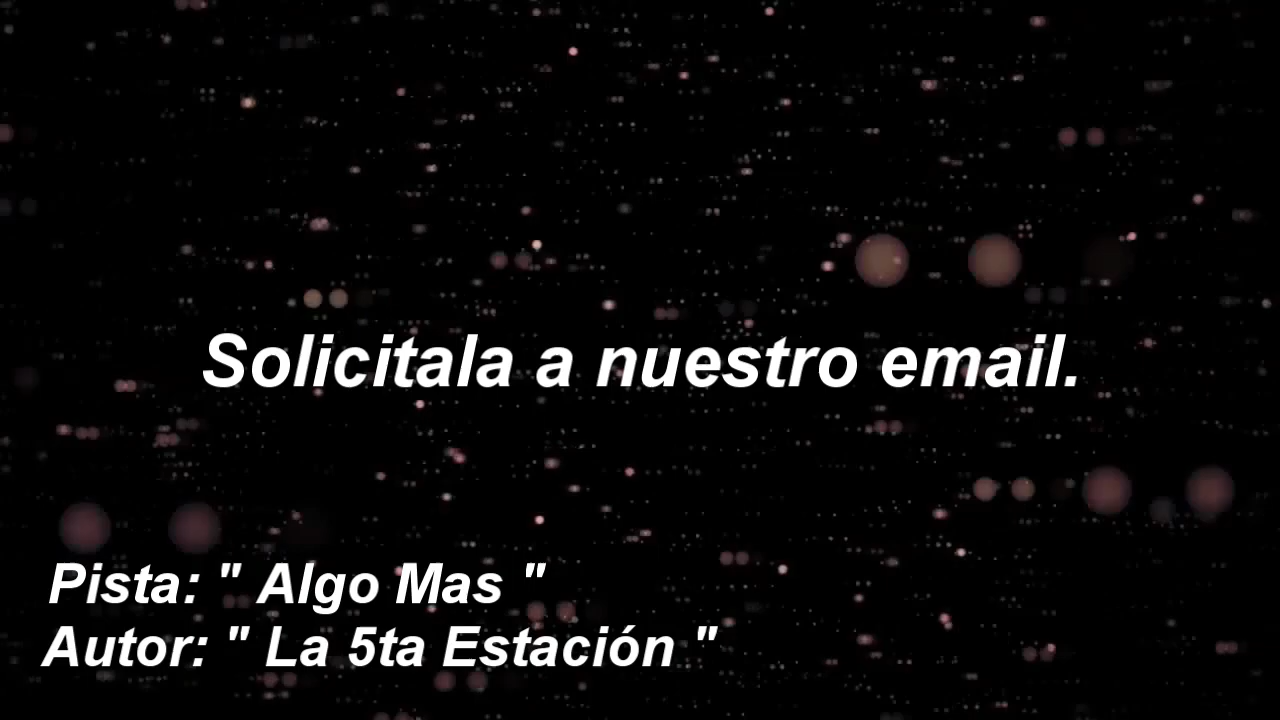 Solicitala a nuestro email.
Pista: " Algo Mas "
Autor: " La 5ta Estación "